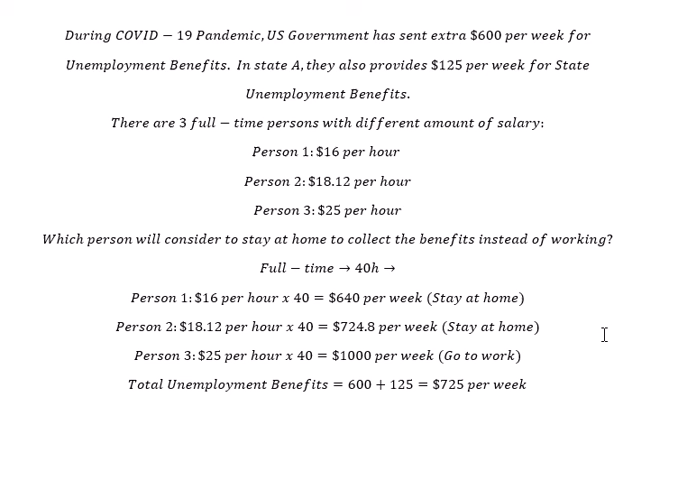 During COVID − 19 Pandemic, US Government has sent extra $600 per week for
Unemployment Benefits. In state A, they also provides $125 per week for State
Unemployment Benefits.
There are 3 full − time persons with different amount of salary:
Person 1: $16 per hour
Person 2: $18.12 per hour
Person 3: $25 per hour
Which person will consider to stay at home to collect the benefits instead of working?
Full − time → 40h →
Person 1: $16 per hour x 40 = $640 per week (Stay at home)
Person 2: $18.12 per hour x 40 = $724.8 per week (Stay at home)
Person 3: $25 per hour x 40 = $1000 per week (Go to work)
Total Unemployment Benefits = 600 + 125 = $725 per week